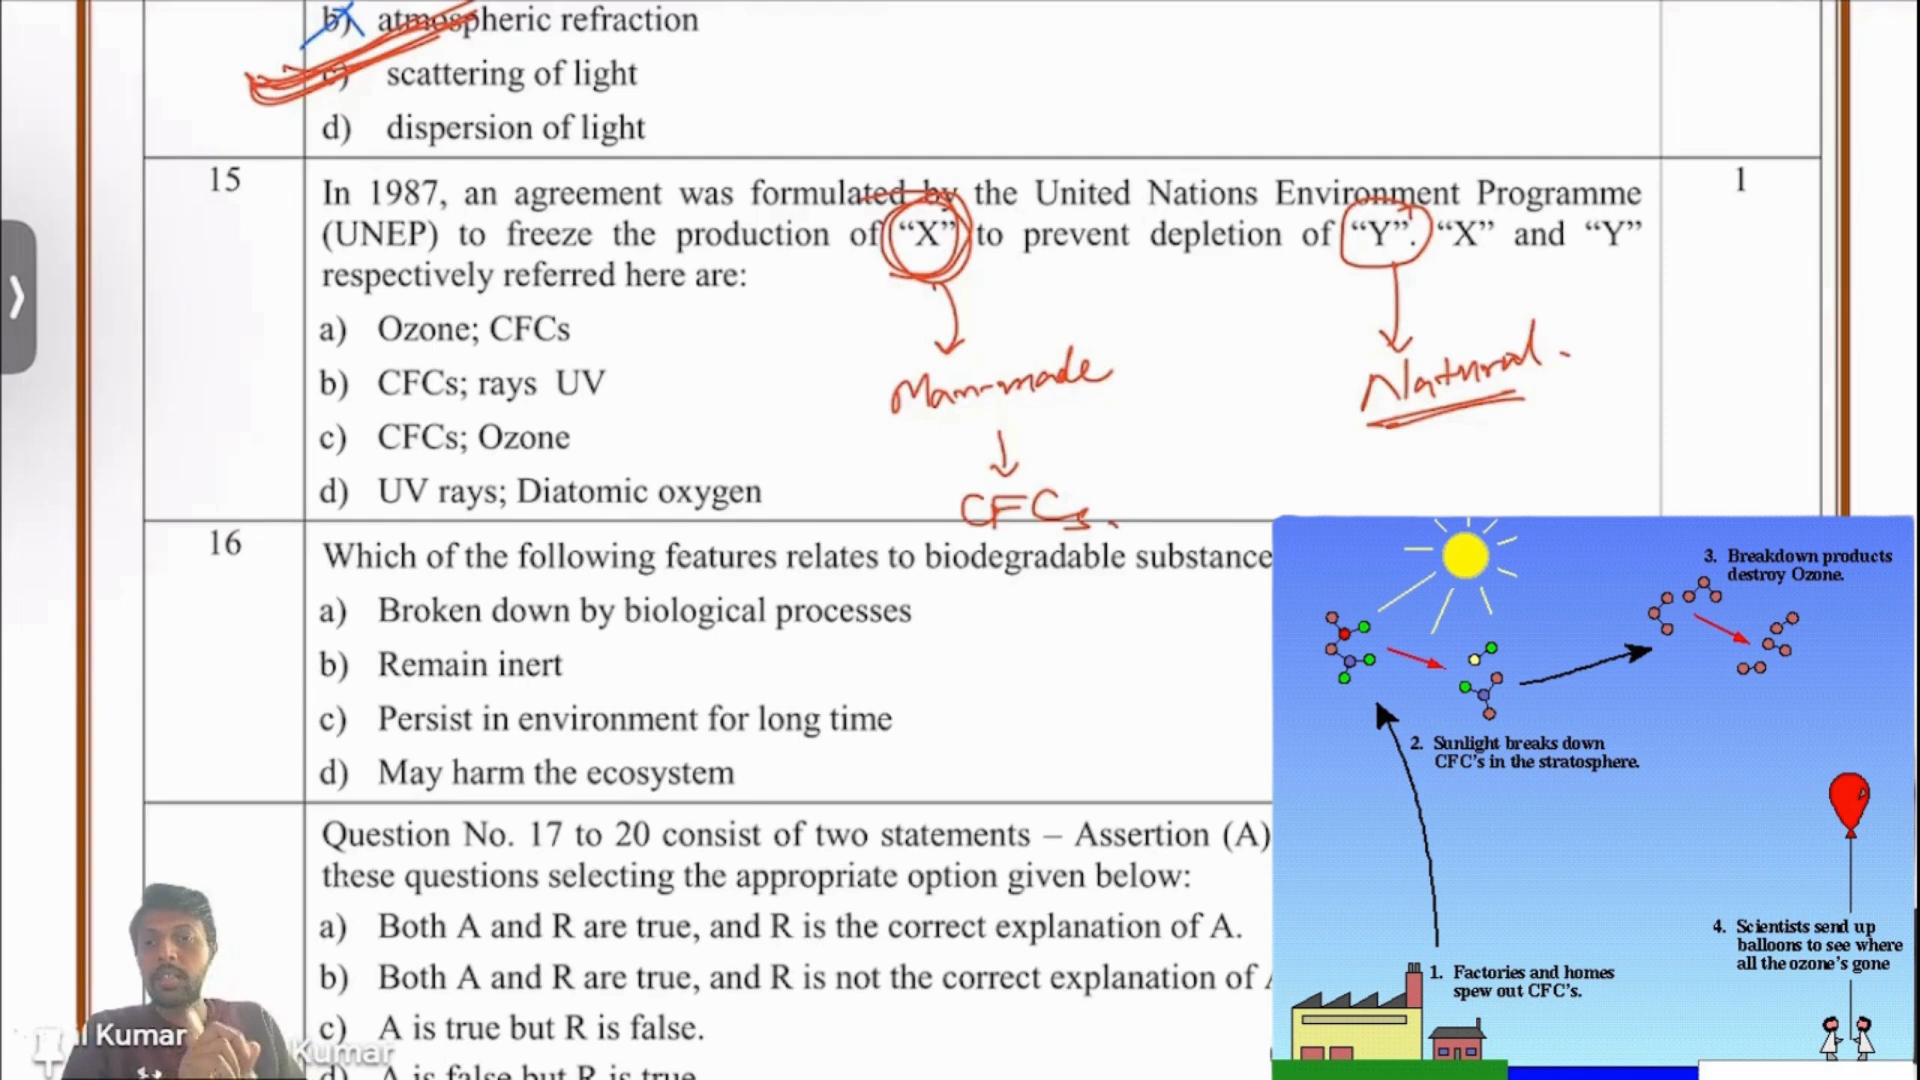 b) atmospheric refraction
c) scattering of light
d) dispersion of light
15
In 1987, an agreement was formulated by the United Nations Environment Programme
1
(UNEP) to freeze the production of “X” to prevent depletion of “Y”. “X” and “Y”
respectively referred here are:
a) Ozone; CFCs
b) CFCs; rays UV
c) CFCs; Ozone
d) UV rays; Diatomic oxygen
Man-made
CFCs.
Natural.
16
Which of the following features relates to biodegradable substance
a) Broken down by biological processes
b) Remain inert
c) Persist in environment for long time
d) May harm the ecosystem
Question No. 17 to 20 consist of two statements – Assertion (A)
these questions selecting the appropriate option given below:
a) Both A and R are true, and R is the correct explanation of A.
b) Both A and R are true, and R is not the correct explanation of
c) A is true but R is false.
d) A is false but R is true
3. Breakdown products
destroy Ozone.
2. Sunlight breaks down
CFC's in the stratosphere.
4. Scientists send up
balloons to see where
all the ozone's gone
1. Factories and homes
spew out CFC's.
Kumar
Kumar